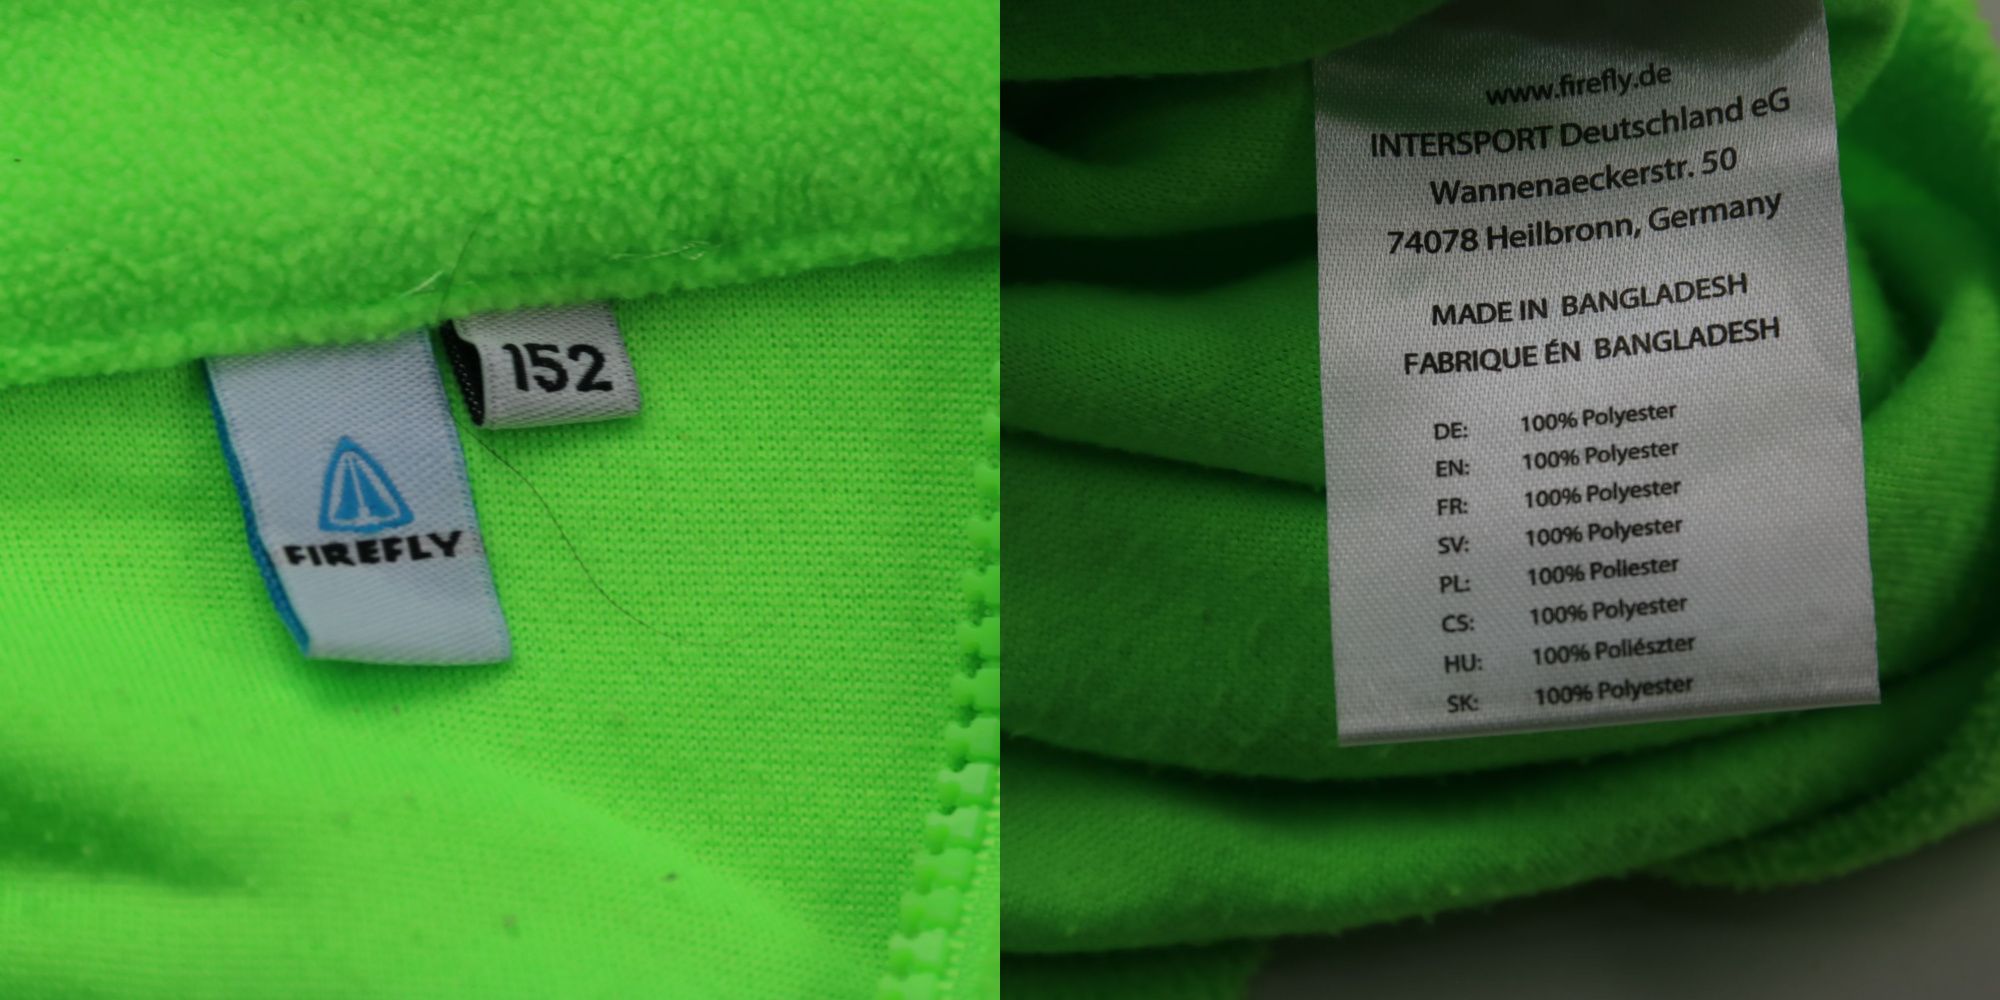 FIREFLY
152
www.firefly.de
INTERSPORT Deutschland eG
Wannenaeckerstr. 50
74078 Heilbronn, Germany
MADE IN BANGLADESH
FABRIQUE ÉN BANGLADESH
DE: 100% Polyester
EN: 100% Polyester
FR: 100% Polyester
SV: 100% Polyester
PL: 100% Poliester
CS: 100% Polyester
HU: 100% Poliészter
SK: 100% Polyester